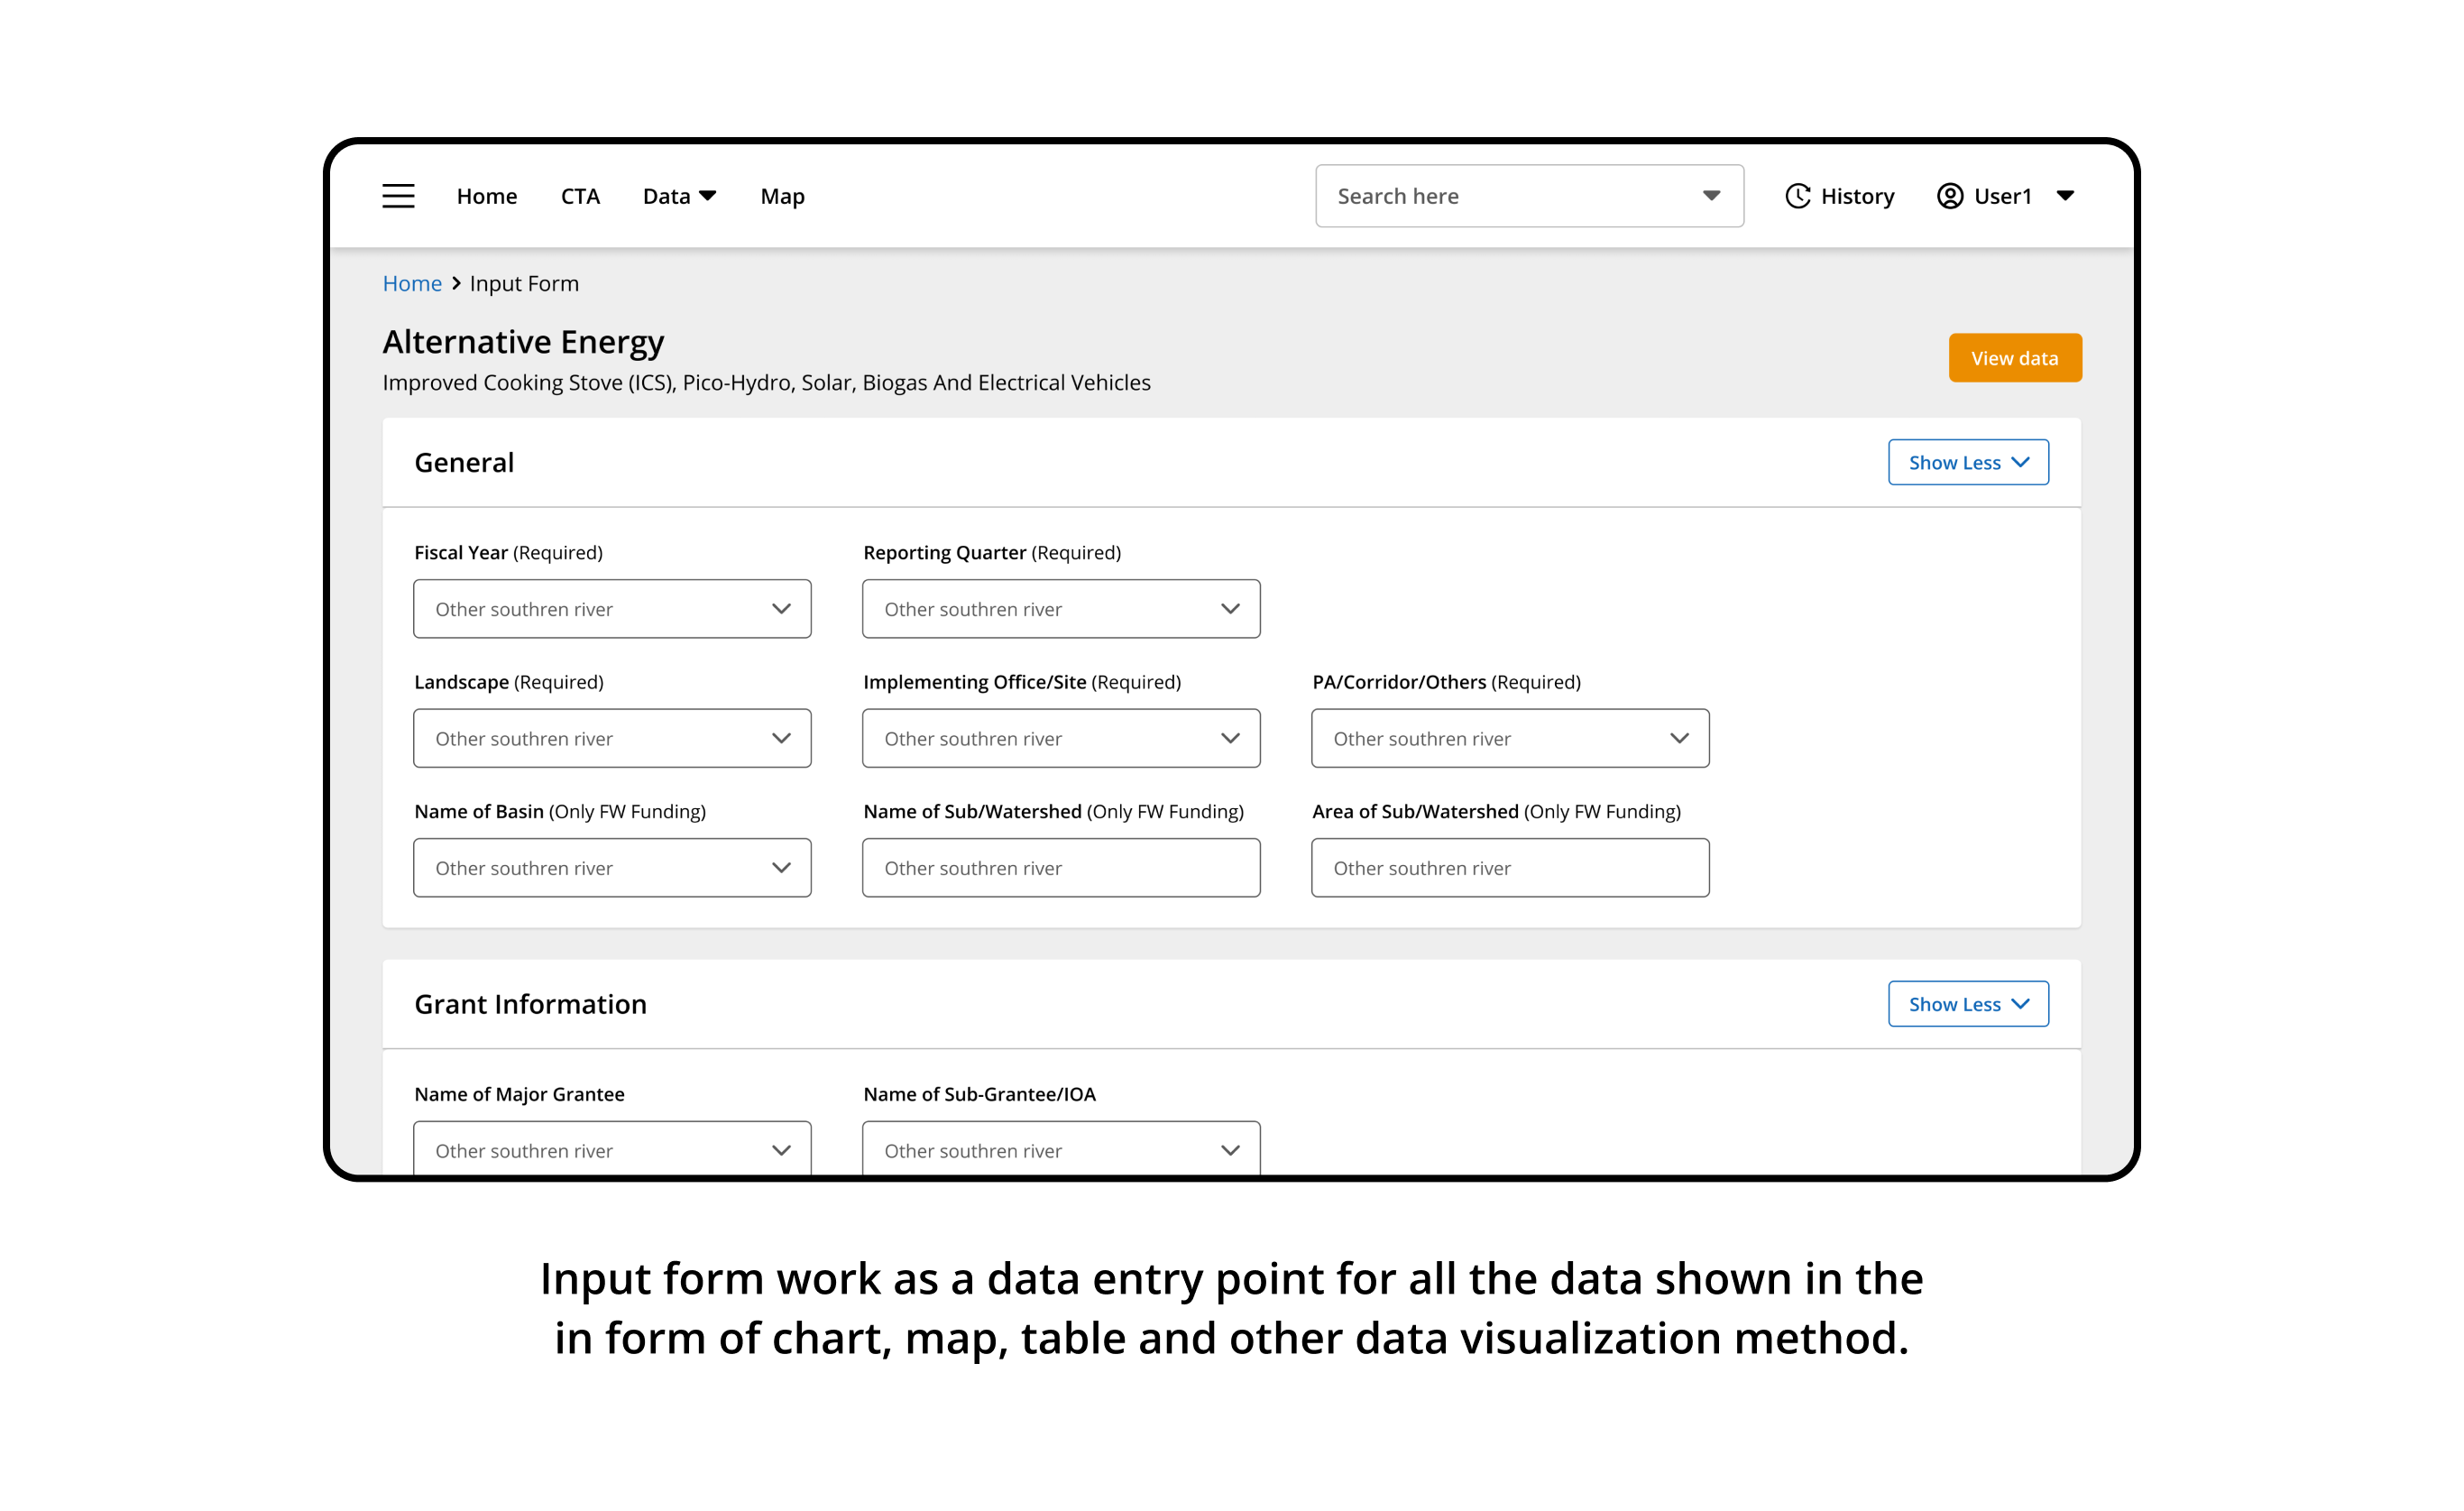 Home CTA Data Map Search here History User1
Home > Input Form
Alternative Energy
Improved Cooking Stove (ICS), Pico-Hydro, Solar, Biogas And Electrical Vehicles
View data
General
Show Less
Fiscal Year (Required) Reporting Quarter (Required)
Other southren river Other southren river
Landscape (Required) Implementing Office/Site (Required) PA/Corridor/Others (Required)
Other southren river Other southren river Other southren river
Name of Basin (Only FW Funding) Name of Sub/Watershed (Only FW Funding) Area of Sub/Watershed (Only FW Funding)
Other southren river Other southren river Other southren river
Grant Information
Show Less
Name of Major Grantee Name of Sub-Grantee/IOA
Other southren river Other southren river
Input form work as a data entry point for all the data shown in the
in form of chart, map, table and other data visualization method.